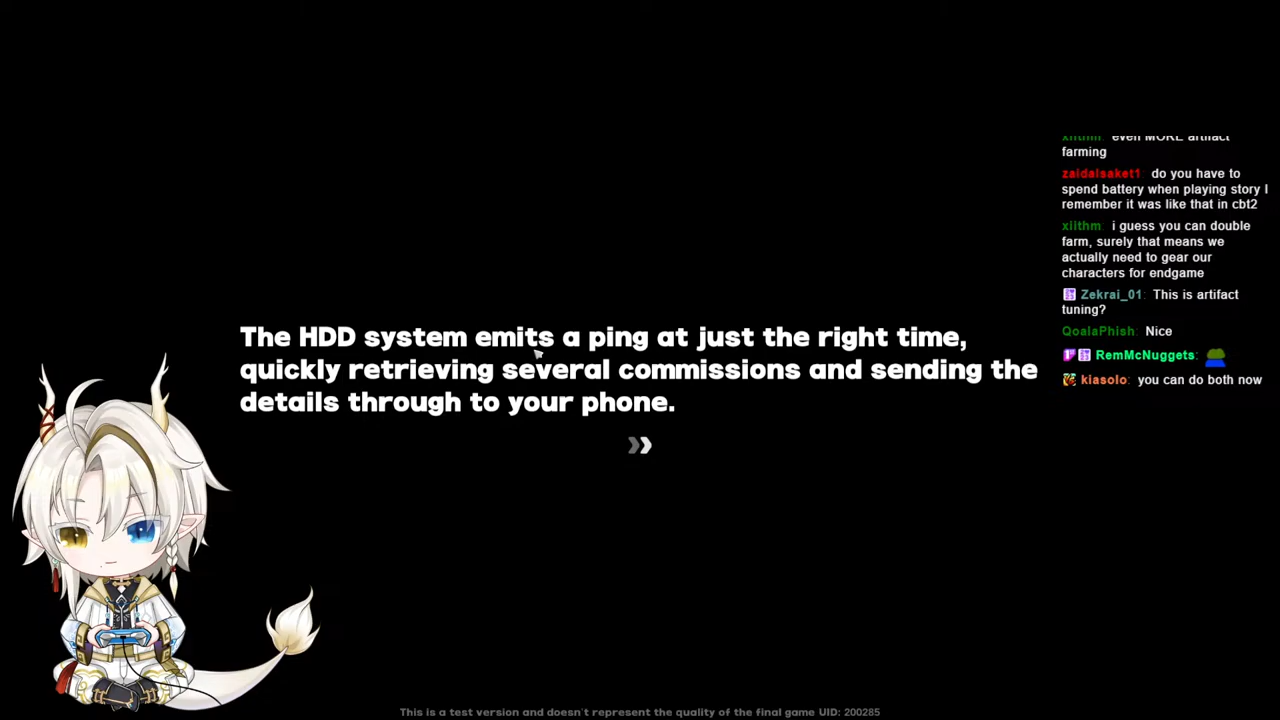 The HDD system emits a ping at just the right time,
quickly retrieving several commissions and sending the
details through to your phone.
xilthm: even MORE artifact
farming
zaidalsaket1: do you have to
spend battery when playing story I
remember it was like that in cbt2
xilthm: i guess you can double
farm, surely that means we
actually need to gear our
characters for endgame
Zekrai_01: This is artifact
tuning?
QoalaPhish: Nice
RemMcNuggets:
kiasolo: you can do both now
This is a test version and doesn't represent the quality of the final game UID: 200285